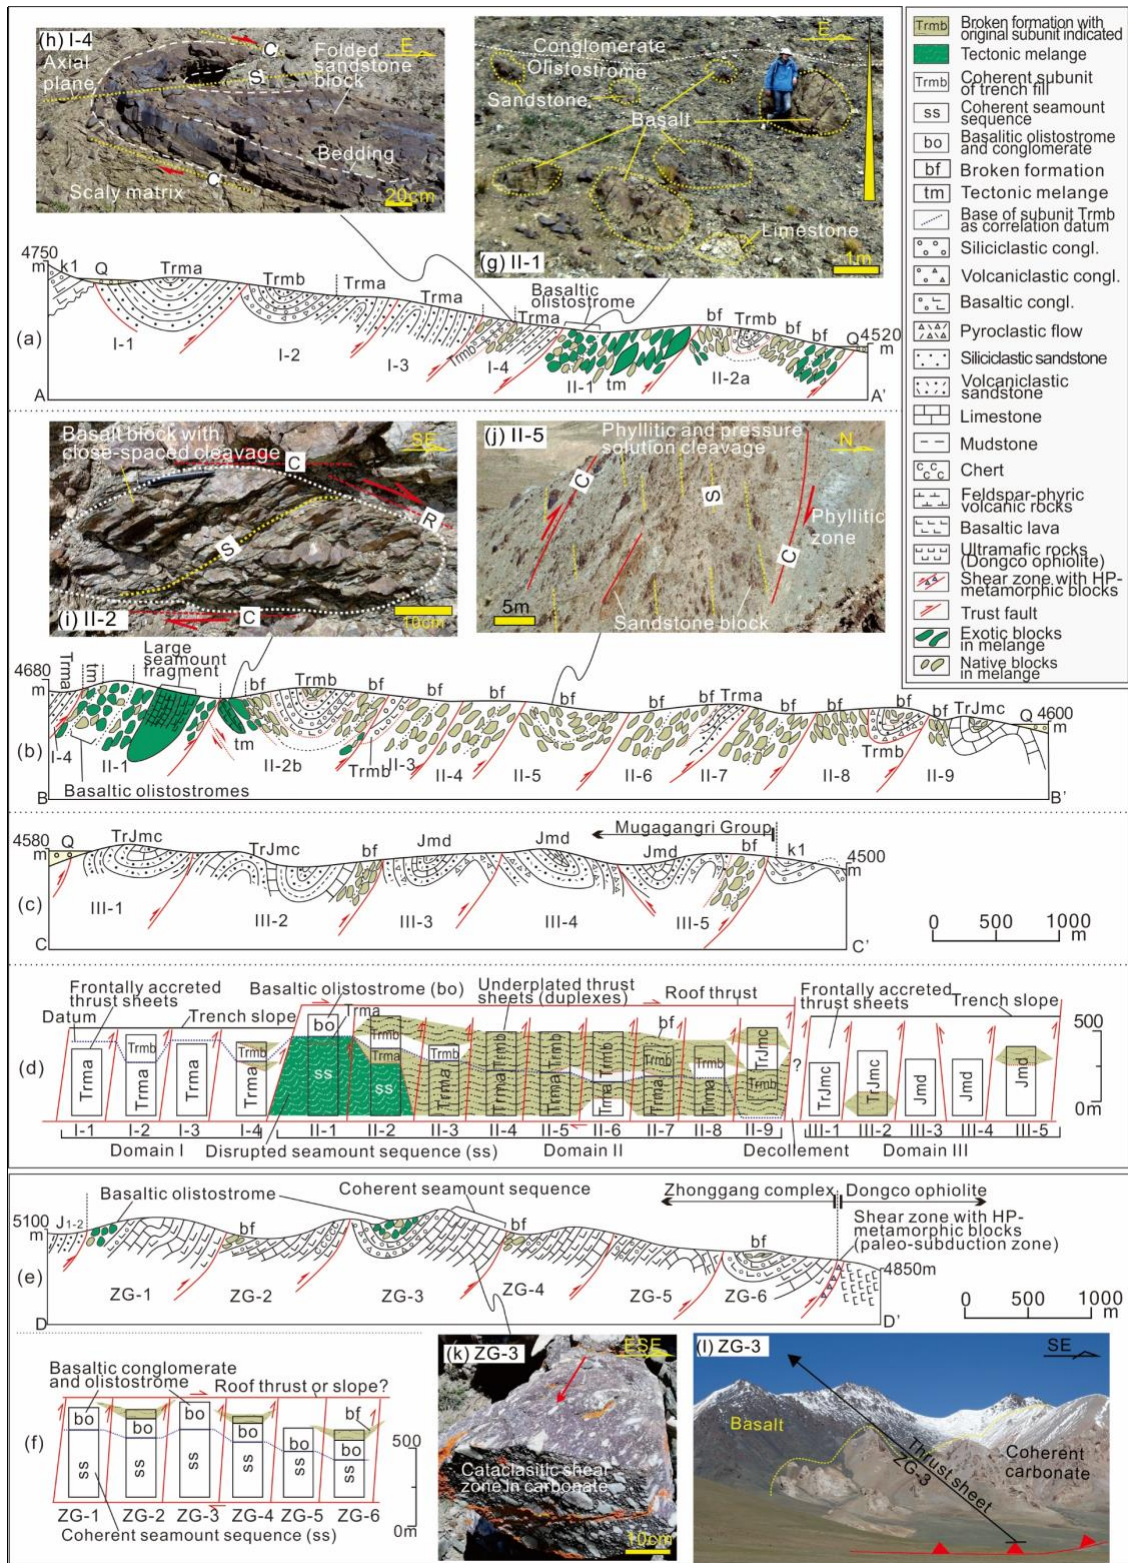 (h) I-4
Axial
plane
C
S
E
Folded
sandstone
block
Bedding
C
Scaly matrix
20cm
E
Conglomerate
Olistostrome
Sandstone
Basalt
Limestone
(g) II-1
1m
Trmb
Broken formation with
original subunit indicated
Tectonic melange
Trmb
Coherent subunit
of trench fill
ss
Coherent seamount
sequence
bo
Basaltic olistostrome
and conglomerate
bf
Broken formation
tm
Tectonic melange
Base of subunit Trmb
as correlation datum
Siliciclastic congl.
Volcaniclastic congl.
Basaltic congl.
Pyroclastic flow
Siliciclastic sandstone
Volcaniclastic
sandstone
Limestone
Mudstone
Chert
Feldspar-phyric
volcanic rocks
Basaltic lava
Ultramafic rocks
(Dongco ophiolite)
Shear zone with HP-
metamorphic blocks
Trust fault
Exotic blocks
in melange
Native blocks
in melange
4750
m
k1
Q
Trma
Trmb
Trma
Trma
Trma
Basaltic
olistostrome
bf
Trmb
bf
bf
Q
4520
m
(a)
I-1
I-2
I-3
Trmb
I-4
II-1
tm
II-2a
A
A'
Basalt block with
close-spaced cleavage
SE
C
R
S
C
(i) II-2
10cm
(j) II-5
Phyllitic and pressure
solution cleavage
N
C
S
C
Phyllitic
zone
5m
Sandstone block
4680
m
Trma
tm
Large
seamount
fragment
bf
Trmb
bf
bf
bf
bf
bf
Trma
bf
bf
bf
TrJmc
Q
4600
m
(b)
I-4
II-1
tm
II-2b
Trmb
II-3
II-4
II-5
II-6
II-7
II-8
Trmb
II-9
Basaltic olistostromes
B
B'
4580
m
Q
TrJmc
TrJmc
bf
Jmd
Jmd
Mugagangri Group
Jmd
bf
k1
4500
m
(c)
III-1
III-2
III-3
III-4
III-5
C
C'
0 500 1000
m
Frontally accreted
thrust sheets
Datum
Trench slope
Basaltic olistostrome (bo)
Trma
Underplated thrust
sheets (duplexes)
bf
Roof thrust
Frontally accreted
thrust sheets
Trench slope
500
0m
(d)
Trma
Trmb
Trma
Trma
Trmb
Trma
bo
ss
Trmb
Trma
ss
Trmb
Trma
Trmb
Trma
Trmb
Trma
Trmb
Trma
Trmb
Trma
Trmb
Trma
TrJmc
Trmb
?
TrJmc
TrJmc
Jmd
Jmd
Jmd
I-1 I-2 I-3 I-4 II-1 II-2 II-3 II-4 II-5 II-6 II-7 II-8 II-9 III-1 III-2 III-3 III-4 III-5
Domain I
Disrupted seamount sequence (ss)
Domain II
Decollement
Domain III
Basaltic olistostrome
Coherent seamount
sequence
Zhonggang complex
Dongco ophiolite
Shear zone with HP-
metamorphic blocks
(paleo-subduction zone)
5100
m
J1-2
bf
bf
bf
4850m
(e)
ZG-1
ZG-2
ZG-3
ZG-4
ZG-5
ZG-6
D
D'
0 500 1000
m
Basaltic conglomerate
and olistostrome
Roof thrust or slope?
bf
(f)
bo
bo
bo
bo
bo
bo
ss
ss
ss
ss
ss
ss
500
0m
ZG-1 ZG-2 ZG-3 ZG-4 ZG-5 ZG-6
Coherent seamount sequence (ss)
(k) ZG-3
ESE
Cataclasitic shear
zone in carbonate
10cm
(l) ZG-3
SE
Basalt
Thrust sheet
ZG-3
Coherent
carbonate